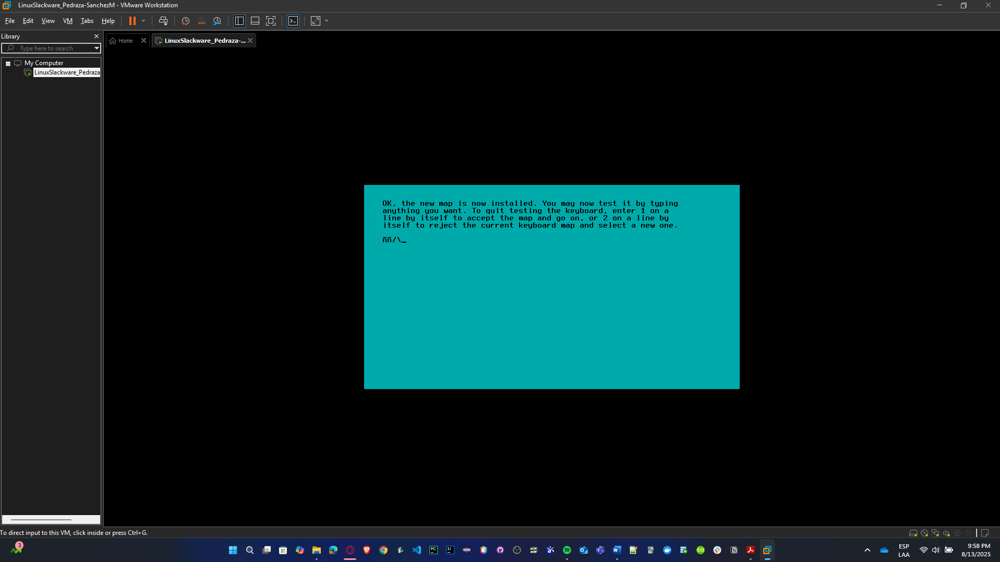 LinuxSlackware_Pedraza-SanchezM - VMware Workstation
File Edit View VM Tabs Help
Library
Type here to search
My Computer
LinuxSlackware_Pedraza
Home
LinuxSlackware_Pedraza-...
OK, the new map is now installed. You may now test it by typing
anything you want. To quit testing the keyboard, enter 1 on a
line by itself to accept the map and go on, or 2 on a line by
itself to reject the current keyboard map and select a new one.
ññ/\_
To direct input to this VM, click inside or press Ctrl+G.
3
ESP
LAA
9:58 PM
8/13/2025